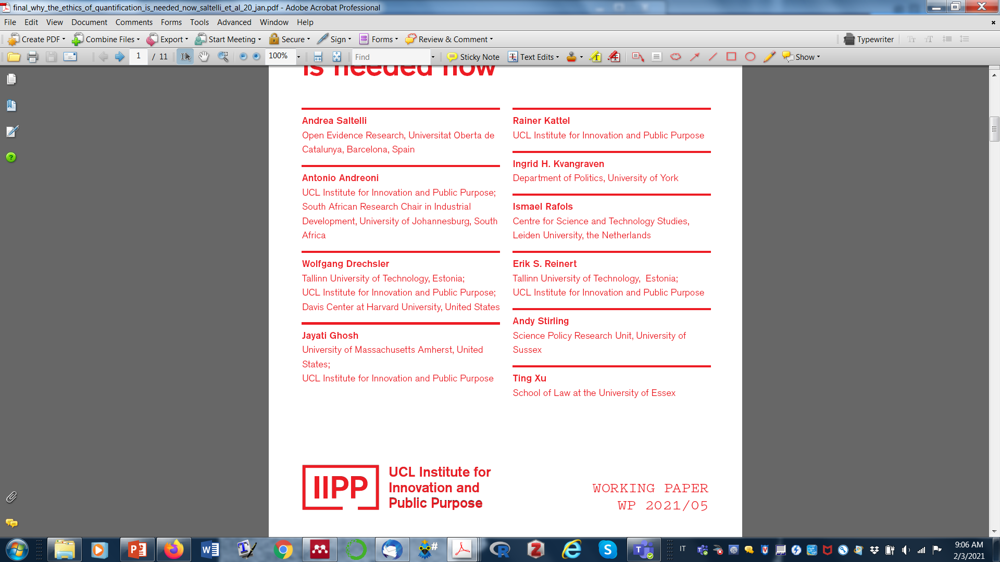 final_why_the_ethics_of_quantification_is_needed_now_saltelli_et_al_20_jan.pdf - Adobe Acrobat Professional
File Edit View Document Comments Forms Tools Advanced Window Help
Create PDF Combine Files Export Start Meeting Secure Sign Forms Review & Comment Typewriter
1 / 11 100% Find Sticky Note Text Edits Show
is needed now
Andrea Saltelli
Open Evidence Research, Universitat Oberta de
Catalunya, Barcelona, Spain
Antonio Andreoni
UCL Institute for Innovation and Public Purpose;
South African Research Chair in Industrial
Development, University of Johannesburg, South
Africa
Wolfgang Drechsler
Tallinn University of Technology, Estonia;
UCL Institute for Innovation and Public Purpose;
Davis Center at Harvard University, United States
Jayati Ghosh
University of Massachusetts Amherst, United
States;
UCL Institute for Innovation and Public Purpose
Rainer Kattel
UCL Institute for Innovation and Public Purpose
Ingrid H. Kvangraven
Department of Politics, University of York
Ismael Rafols
Centre for Science and Technology Studies,
Leiden University, the Netherlands
Erik S. Reinert
Tallinn University of Technology, Estonia;
UCL Institute for Innovation and Public Purpose
Andy Stirling
Science Policy Research Unit, University of
Sussex
Ting Xu
School of Law at the University of Essex
IIPP
UCL Institute for
Innovation and
Public Purpose
WORKING PAPER
WP 2021/05
IT
9:06 AM
2/3/2021